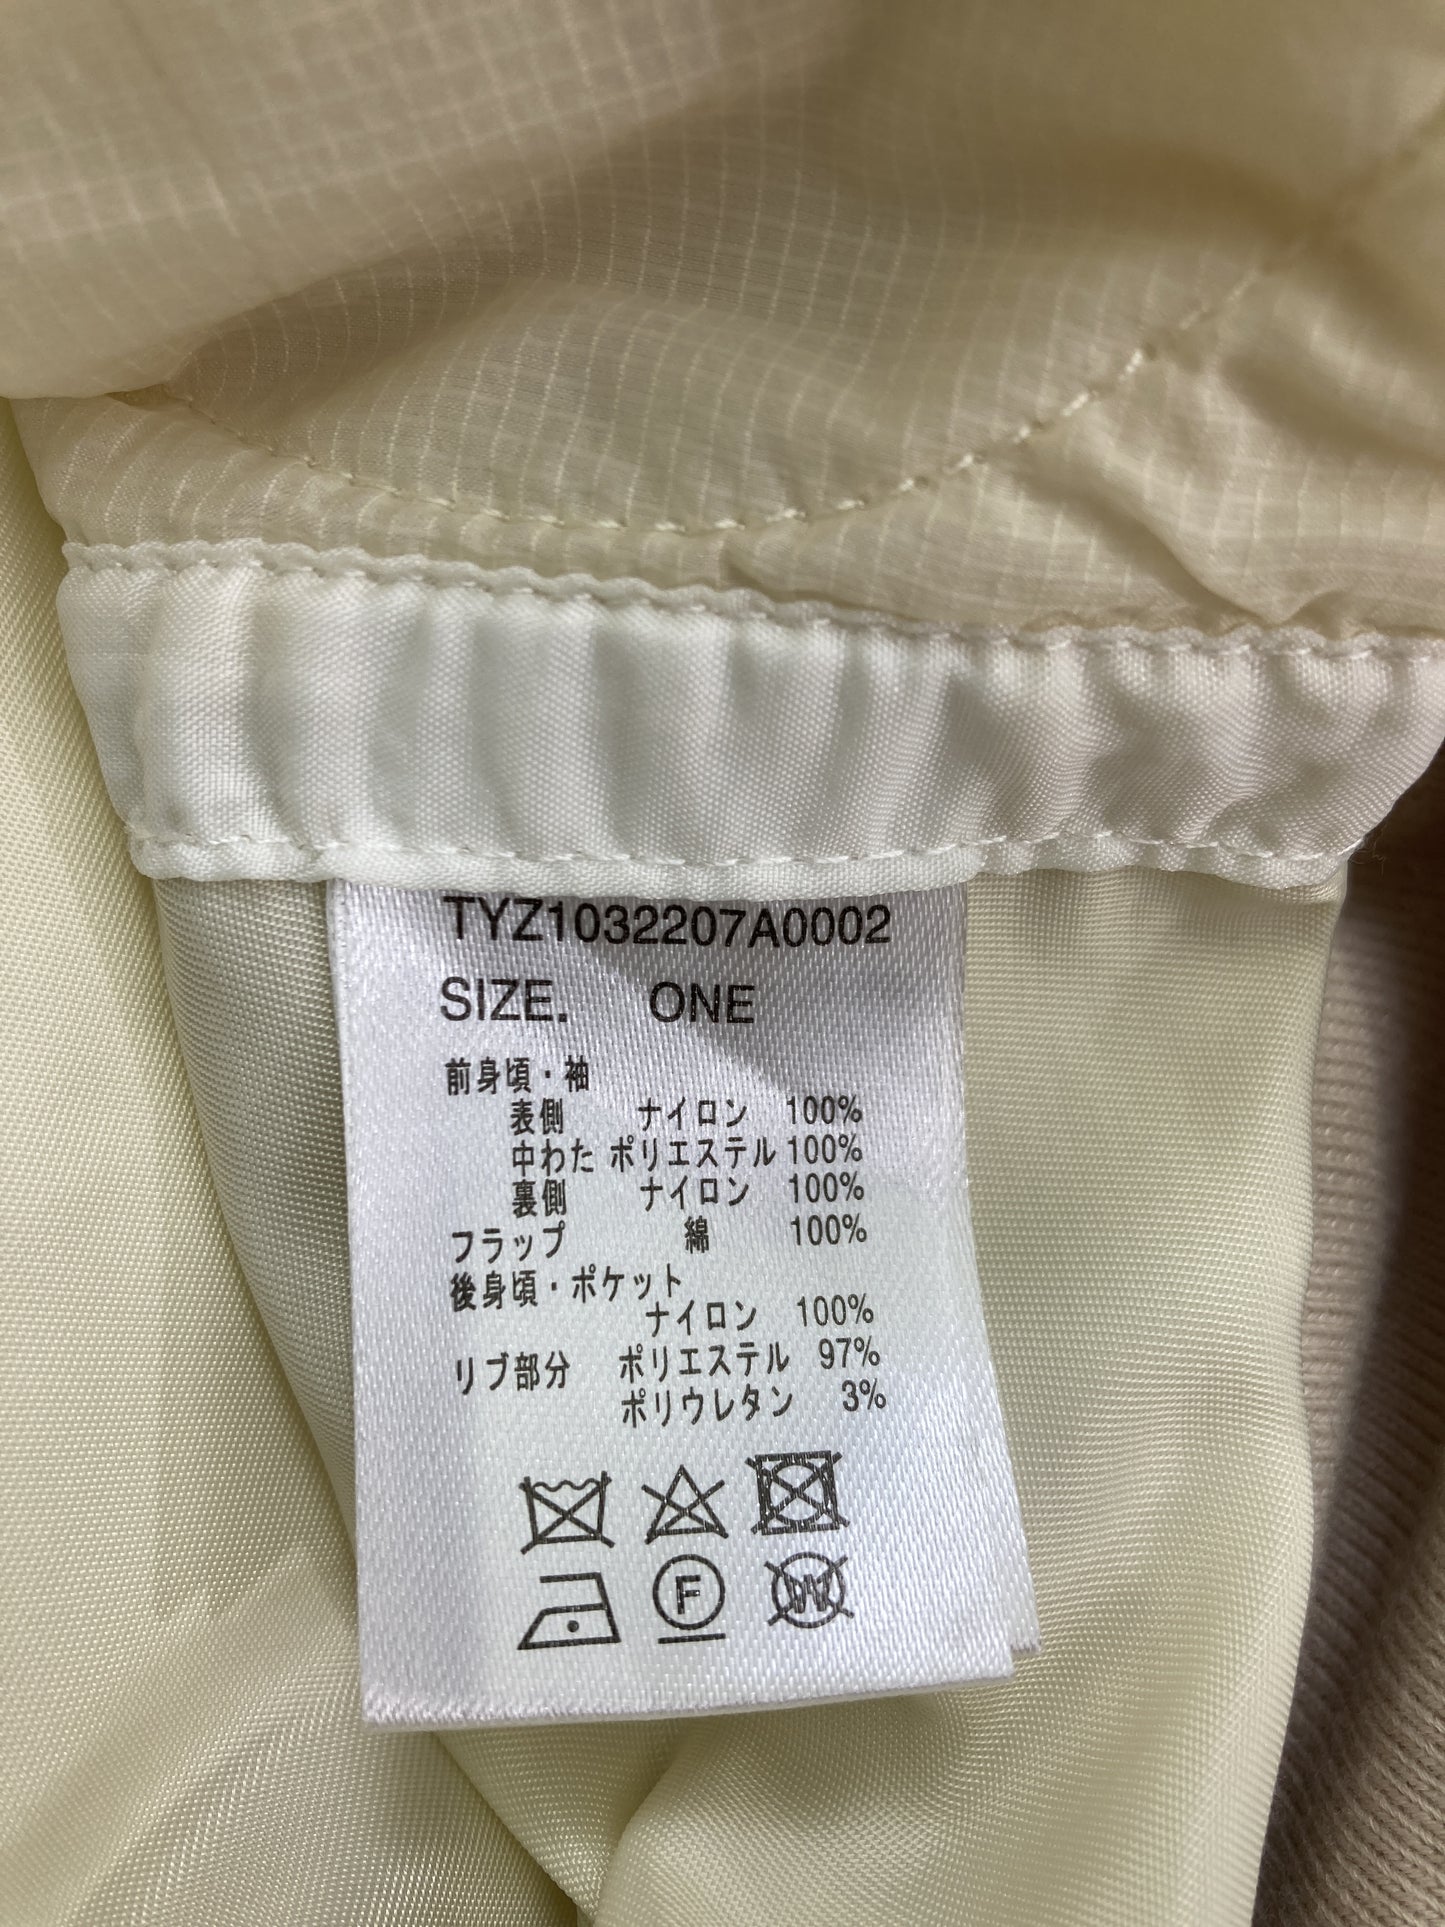 TYZ1032207A0002
SIZE. ONE
前身頃・袖
表側 ナイロン 100%
中わた ポリエステル 100%
裏側 ナイロン 100%
フラップ 綿 100%
後身頃・ポケット
ナイロン 100%
リブ部分 ポリエステル 97%
ポリウレタン 3%
F W